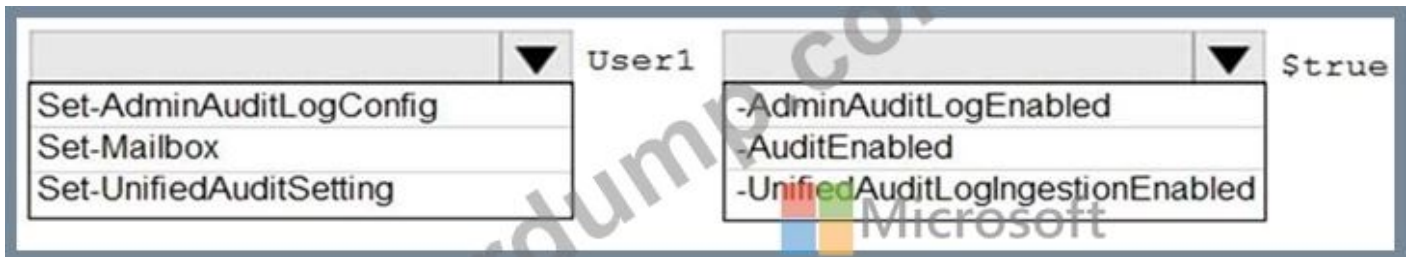 User1 $true
Set-AdminAuditLogConfig -AdminAuditLogEnabled
Set-Mailbox -AuditEnabled
Set-UnifiedAuditSetting -UnifiedAuditLogIngestionEnabled
Microsoft